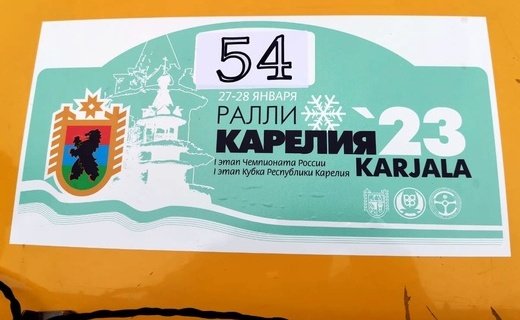 54
27-28 ЯНВАРЯ
РАЛЛИ
КАРЕЛИЯ `23
I этап Чемпионата России
I этап Кубка Республики Карелия
KARJALA